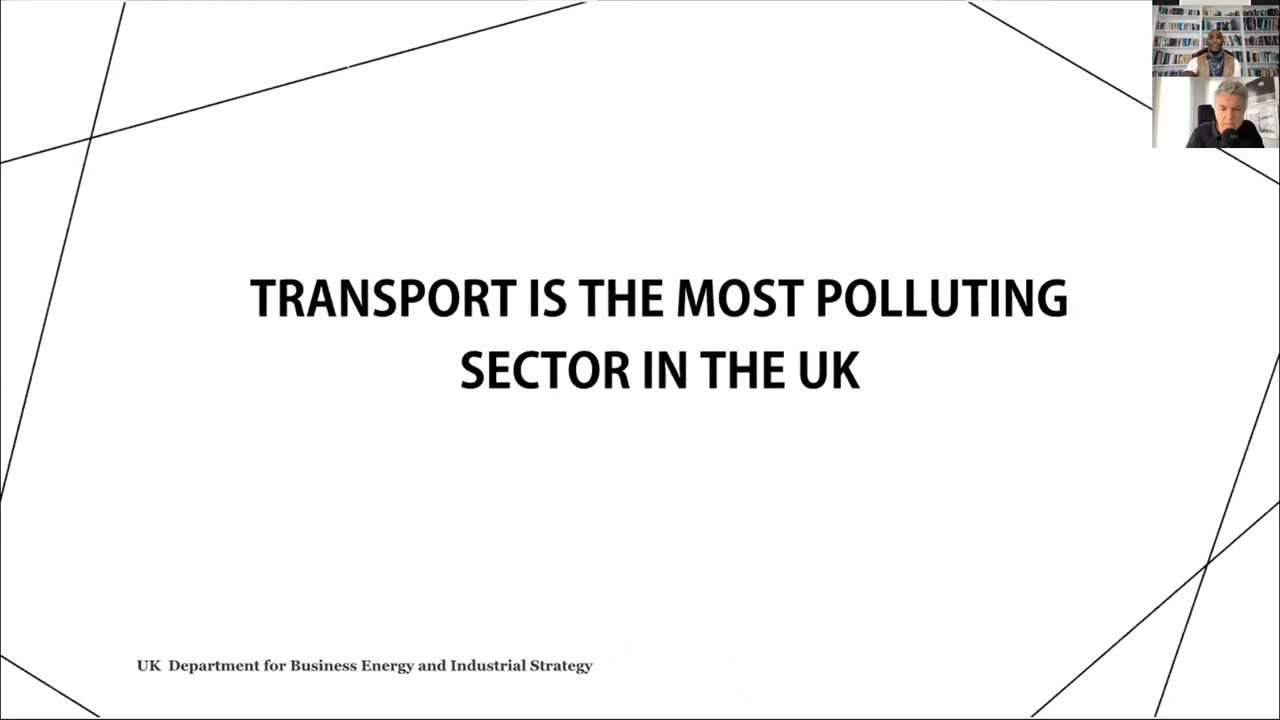 TRANSPORT IS THE MOST POLLUTING
SECTOR IN THE UK
UK Department for Business Energy and Industrial Strategy